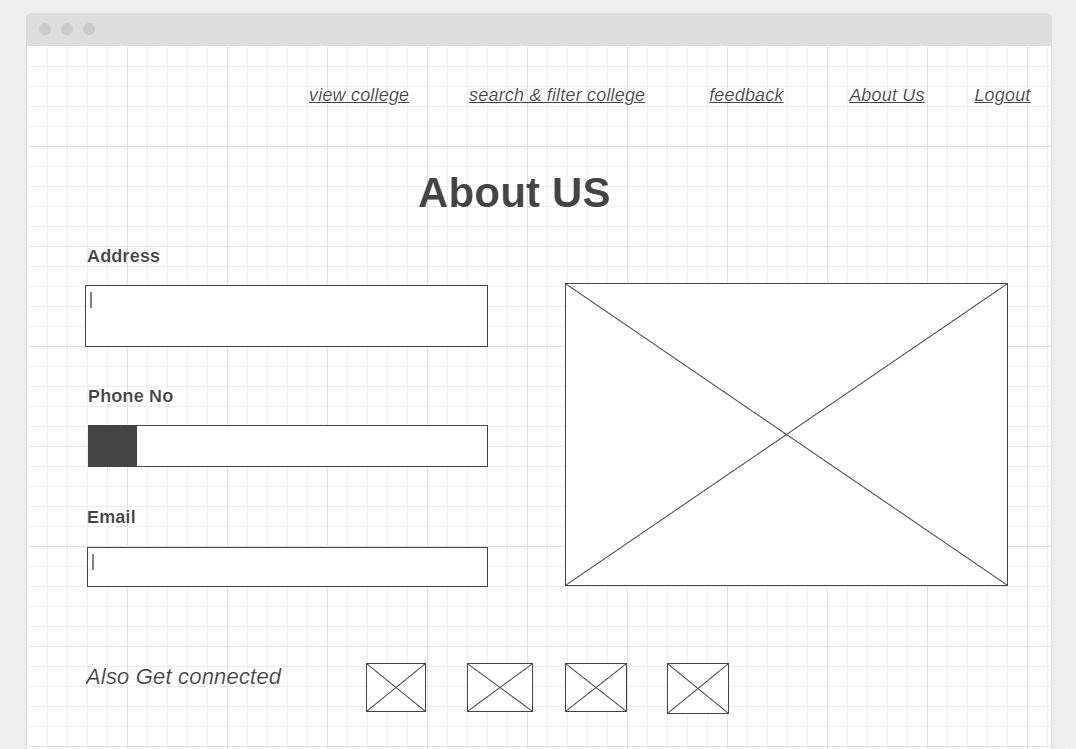 view college search & filter college feedback About Us Logout
About US
Address
Phone No
Email
Also Get connected